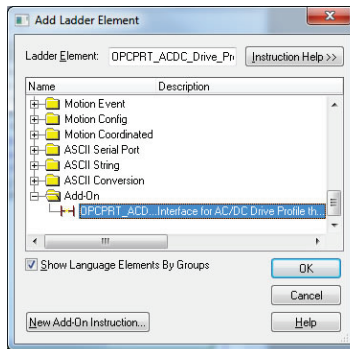 Add Ladder Element
Ladder Element: OPCPRT_ACDC_Drive_Pr
Instruction Help >>
Name Description
Motion Event
Motion Config
Motion Coordinated
ASCII Serial Port
ASCII String
ASCII Conversion
Add-On
OPCPRT_ACD...Interface for AC/DC Drive Profile th...
Show Language Elements By Groups
OK
Cancel
New Add-On Instruction...
Help